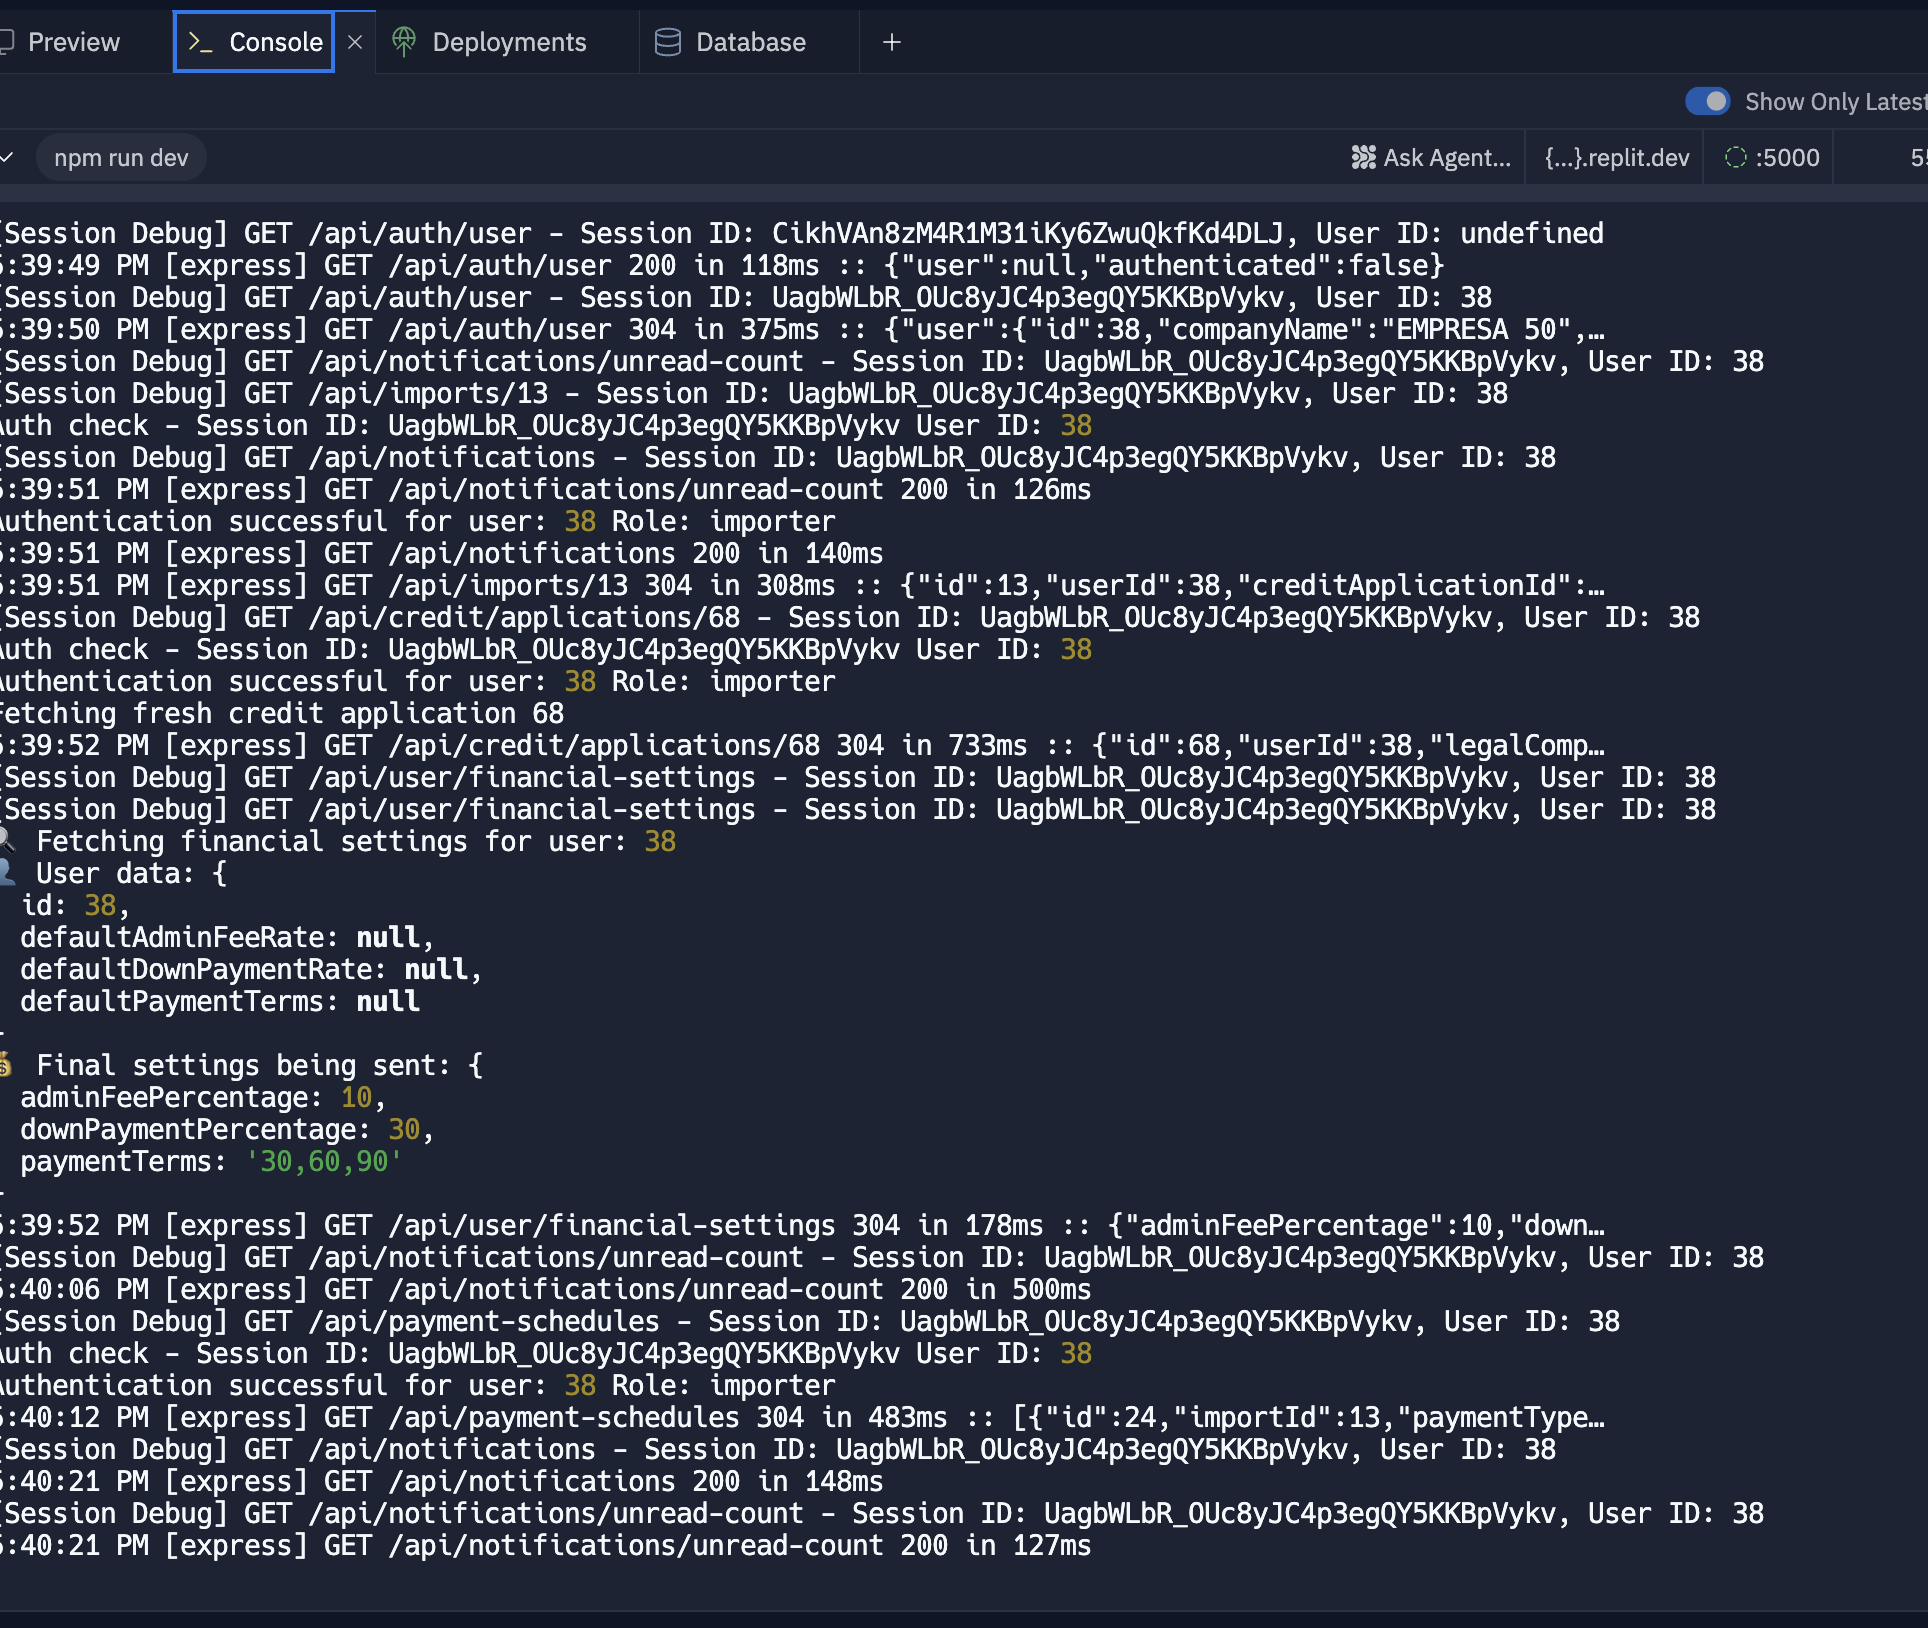 Preview
Console
Deployments
Database
Show Only Latest
npm run dev
Ask Agent...
{...}.replit.dev
:5000
[Session Debug] GET /api/auth/user - Session ID: CikhVAn8zM4R1M31iKy6ZwuQkfKd4DLJ, User ID: undefined
:39:49 PM [express] GET /api/auth/user 200 in 118ms :: {"user":null,"authenticated":false}
[Session Debug] GET /api/auth/user - Session ID: UagbWLbR_OUc8yJC4p3egQY5KKBpVykv, User ID: 38
:39:50 PM [express] GET /api/auth/user 304 in 375ms :: {"user":{"id":38,"companyName":"EMPRESA 50",…
[Session Debug] GET /api/notifications/unread-count - Session ID: UagbWLbR_OUc8yJC4p3egQY5KKBpVykv, User ID: 38
[Session Debug] GET /api/imports/13 - Session ID: UagbWLbR_OUc8yJC4p3egQY5KKBpVykv, User ID: 38
Auth check - Session ID: UagbWLbR_OUc8yJC4p3egQY5KKBpVykv User ID: 38
[Session Debug] GET /api/notifications - Session ID: UagbWLbR_OUc8yJC4p3egQY5KKBpVykv, User ID: 38
:39:51 PM [express] GET /api/notifications/unread-count 200 in 126ms
Authentication successful for user: 38 Role: importer
:39:51 PM [express] GET /api/notifications 200 in 140ms
:39:51 PM [express] GET /api/imports/13 304 in 308ms :: {"id":13,"userId":38,"creditApplicationId":…
[Session Debug] GET /api/credit/applications/68 - Session ID: UagbWLbR_OUc8yJC4p3egQY5KKBpVykv, User ID: 38
Auth check - Session ID: UagbWLbR_OUc8yJC4p3egQY5KKBpVykv User ID: 38
Authentication successful for user: 38 Role: importer
Fetching fresh credit application 68
:39:52 PM [express] GET /api/credit/applications/68 304 in 733ms :: {"id":68,"userId":38,"legalComp…
[Session Debug] GET /api/user/financial-settings - Session ID: UagbWLbR_OUc8yJC4p3egQY5KKBpVykv, User ID: 38
[Session Debug] GET /api/user/financial-settings - Session ID: UagbWLbR_OUc8yJC4p3egQY5KKBpVykv, User ID: 38
🔍 Fetching financial settings for user: 38
👤 User data: {
id: 38,
defaultAdminFeeRate: null,
defaultDownPaymentRate: null,
defaultPaymentTerms: null
}
💰 Final settings being sent: {
adminFeePercentage: 10,
downPaymentPercentage: 30,
paymentTerms: '30,60,90'
}
:39:52 PM [express] GET /api/user/financial-settings 304 in 178ms :: {"adminFeePercentage":10,"down…
[Session Debug] GET /api/notifications/unread-count - Session ID: UagbWLbR_OUc8yJC4p3egQY5KKBpVykv, User ID: 38
:40:06 PM [express] GET /api/notifications/unread-count 200 in 500ms
[Session Debug] GET /api/payment-schedules - Session ID: UagbWLbR_OUc8yJC4p3egQY5KKBpVykv, User ID: 38
Auth check - Session ID: UagbWLbR_OUc8yJC4p3egQY5KKBpVykv User ID: 38
Authentication successful for user: 38 Role: importer
:40:12 PM [express] GET /api/payment-schedules 304 in 483ms :: [{"id":24,"importId":13,"paymentType…
[Session Debug] GET /api/notifications - Session ID: UagbWLbR_OUc8yJC4p3egQY5KKBpVykv, User ID: 38
:40:21 PM [express] GET /api/notifications 200 in 148ms
[Session Debug] GET /api/notifications/unread-count - Session ID: UagbWLbR_OUc8yJC4p3egQY5KKBpVykv, User ID: 38
:40:21 PM [express] GET /api/notifications/unread-count 200 in 127ms